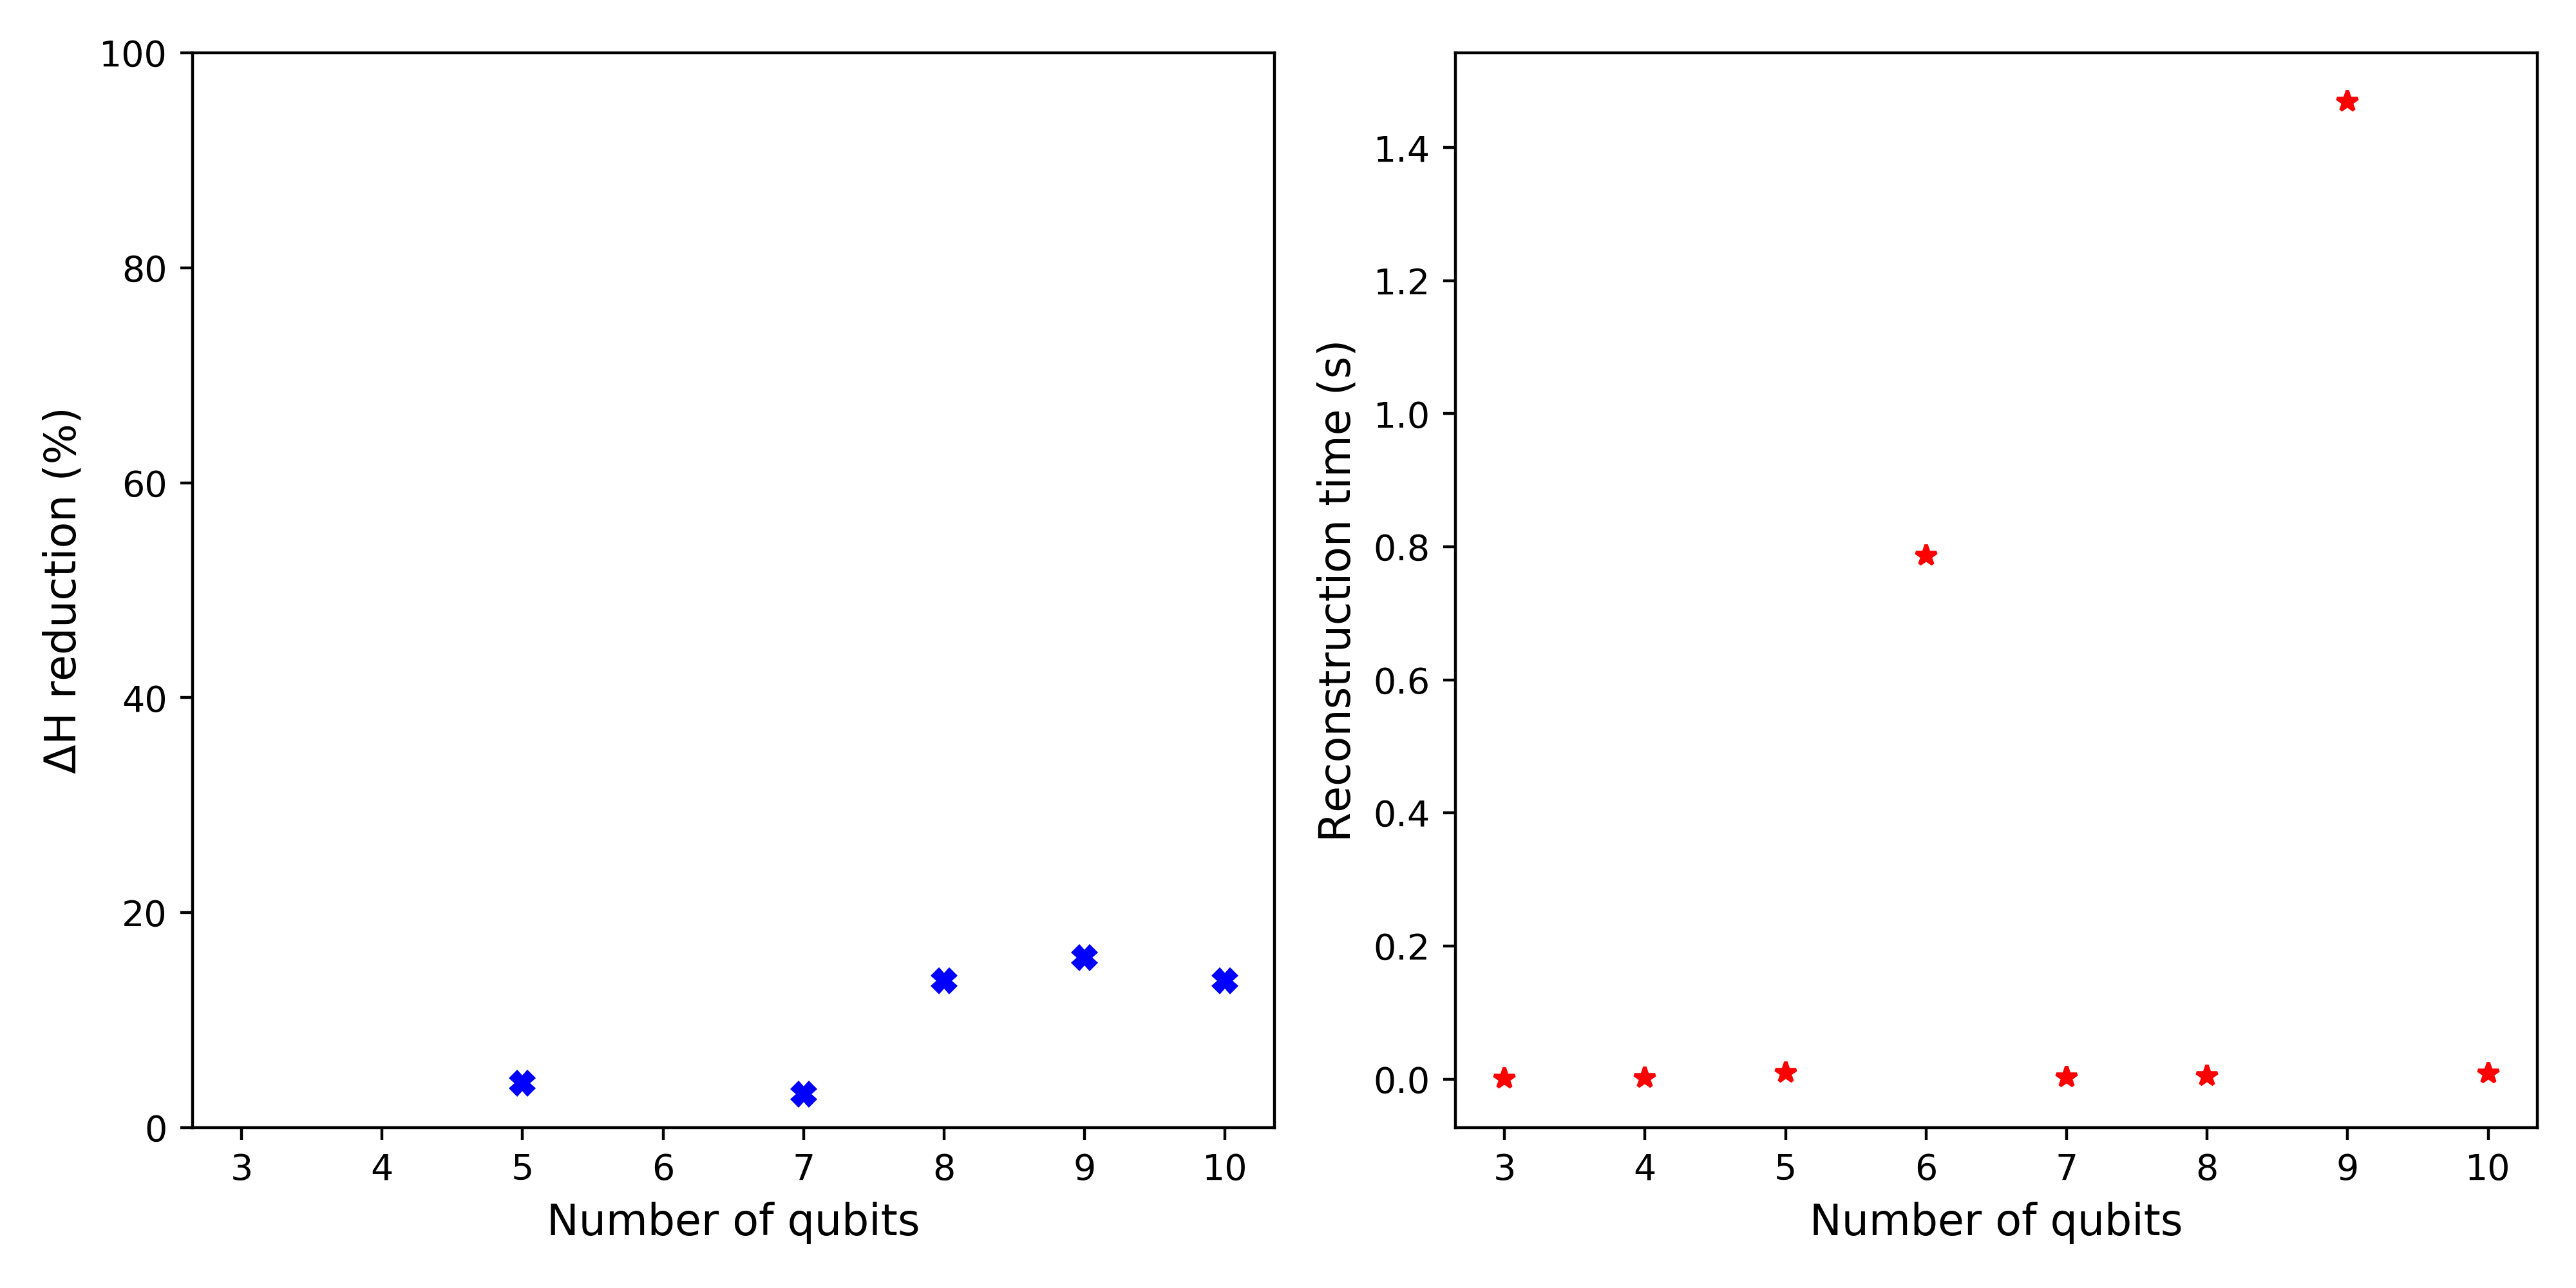 100
80
60
40
20
0
ΔH reduction (%)
3 4 5 6 7 8 9 10
Number of qubits
1.4
1.2
1.0
0.8
0.6
0.4
0.2
0.0
Reconstruction time (s)
3 4 5 6 7 8 9 10
Number of qubits